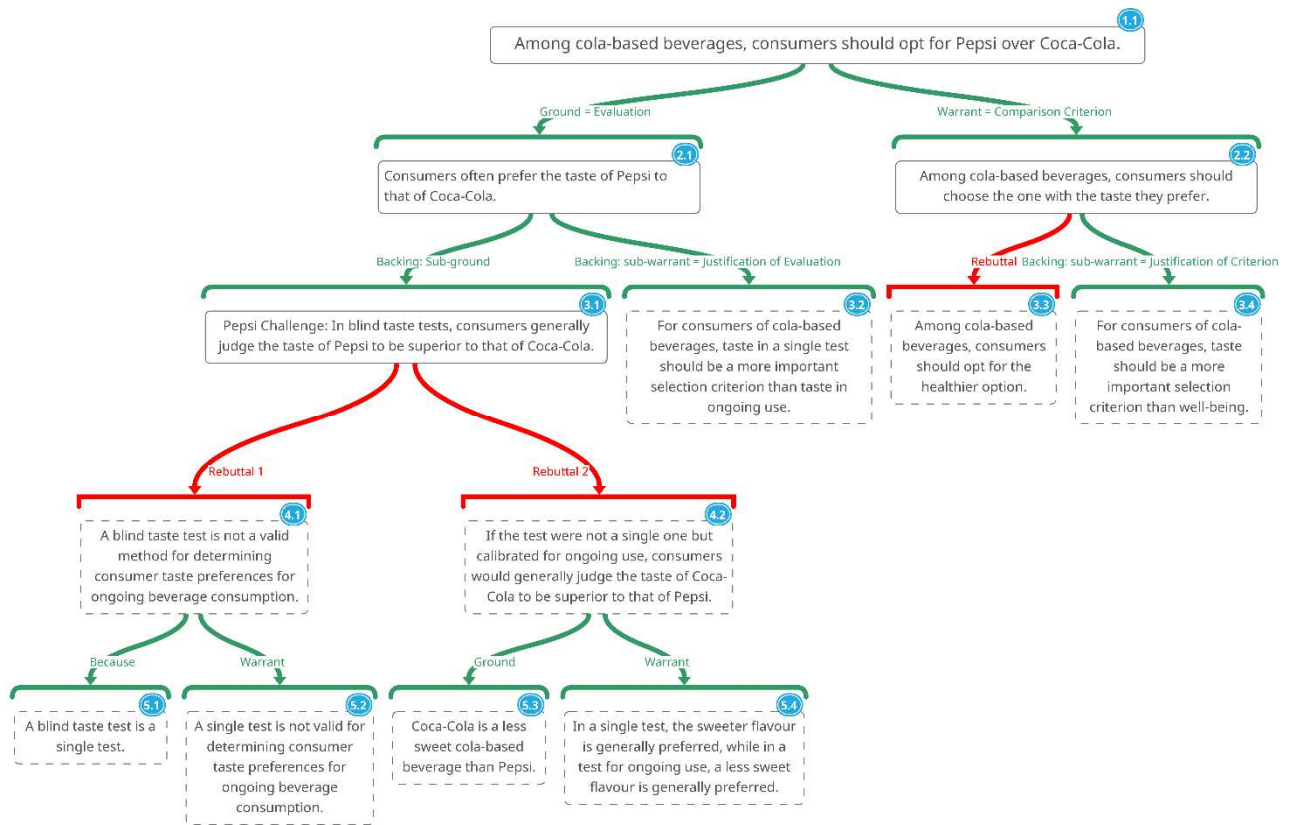 1.1
Among cola-based beverages, consumers should opt for Pepsi over Coca-Cola.
Ground = Evaluation
Warrant = Comparison Criterion
2.1
Consumers often prefer the taste of Pepsi to
that of Coca-Cola.
2.2
Among cola-based beverages, consumers should
choose the one with the taste they prefer.
Backing: Sub-ground
Backing: sub-warrant = Justification of Evaluation
Rebuttal
Backing: sub-warrant = Justification of Criterion
3.1
Pepsi Challenge: In blind taste tests, consumers generally
judge the taste of Pepsi to be superior to that of Coca-Cola.
3.2
For consumers of cola-based
beverages, taste in a single test
should be a more important
selection criterion than taste in
ongoing use.
3.3
Among cola-based
beverages, consumers
should opt for the
healthier option.
3.4
For consumers of cola-
based beverages, taste
should be a more
important selection
criterion than well-being.
Rebuttal 1
Rebuttal 2
4.1
A blind taste test is not a valid
method for determining
consumer taste preferences for
ongoing beverage consumption.
4.2
If the test were not a single one but
calibrated for ongoing use, consumers
would generally judge the taste of Coca-
Cola to be superior to that of Pepsi.
Because
Warrant
Ground
Warrant
5.1
A blind taste test is a
single test.
5.2
A single test is not valid for
determining consumer
taste preferences for
ongoing beverage
consumption.
5.3
Coca-Cola is a less
sweet cola-based
beverage than Pepsi.
5.4
In a single test, the sweeter flavour
is generally preferred, while in a
test for ongoing use, a less sweet
flavour is generally preferred.